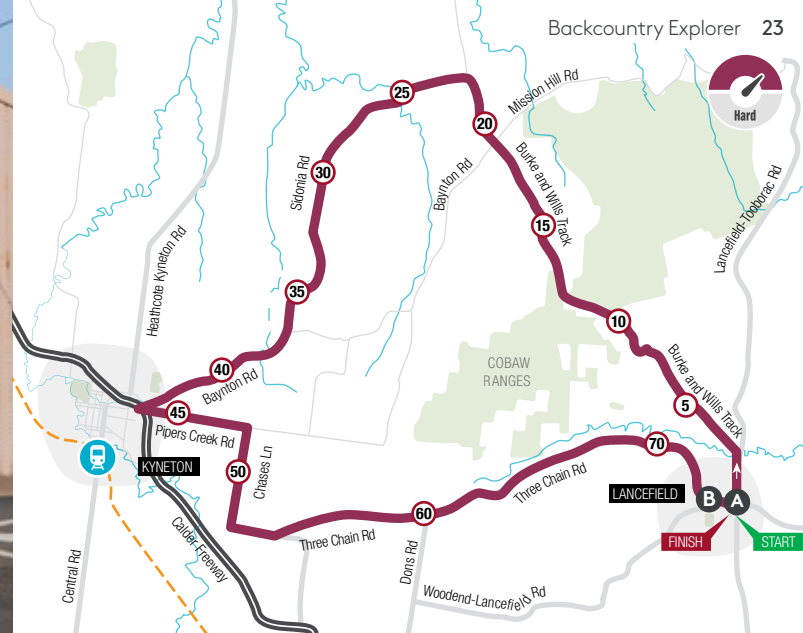 Backcountry Explorer 23
Hard
25
Mission Hill Rd
20
30
Sidonia Rd
Baynton Rd
Burke and Wills Track
15
Lancefield-Tooborac Rd
Heathcote Kyneton Rd
35
10
40
Baynton Rd
COBAW
RANGES
Burke and Wills Track
5
45
Pipers Creek Rd
KYNETON
50
Chases Ln
70
Three Chain Rd
LANCEFIELD
B
A
60
Three Chain Rd
FINISH
START
Calder Freeway
Central Rd
Dons Rd
Woodend-Lancefield Rd